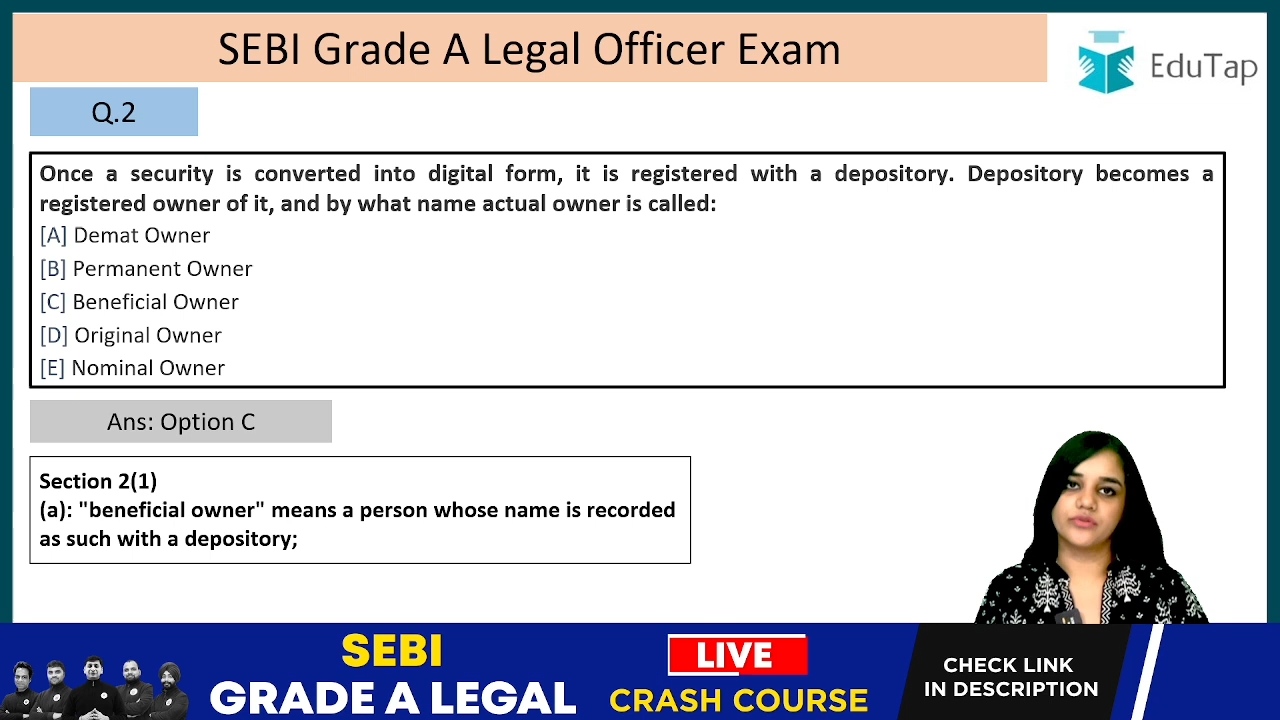 SEBI Grade A Legal Officer Exam
EduTap
Q.2
Once a security is converted into digital form, it is registered with a depository. Depository becomes a
registered owner of it, and by what name actual owner is called:
[A] Demat Owner
[B] Permanent Owner
[C] Beneficial Owner
[D] Original Owner
[E] Nominal Owner
Ans: Option C
Section 2(1)
(a): "beneficial owner" means a person whose name is recorded
as such with a depository;
SEBI
GRADE A LEGAL
LIVE
CRASH COURSE
CHECK LINK
IN DESCRIPTION